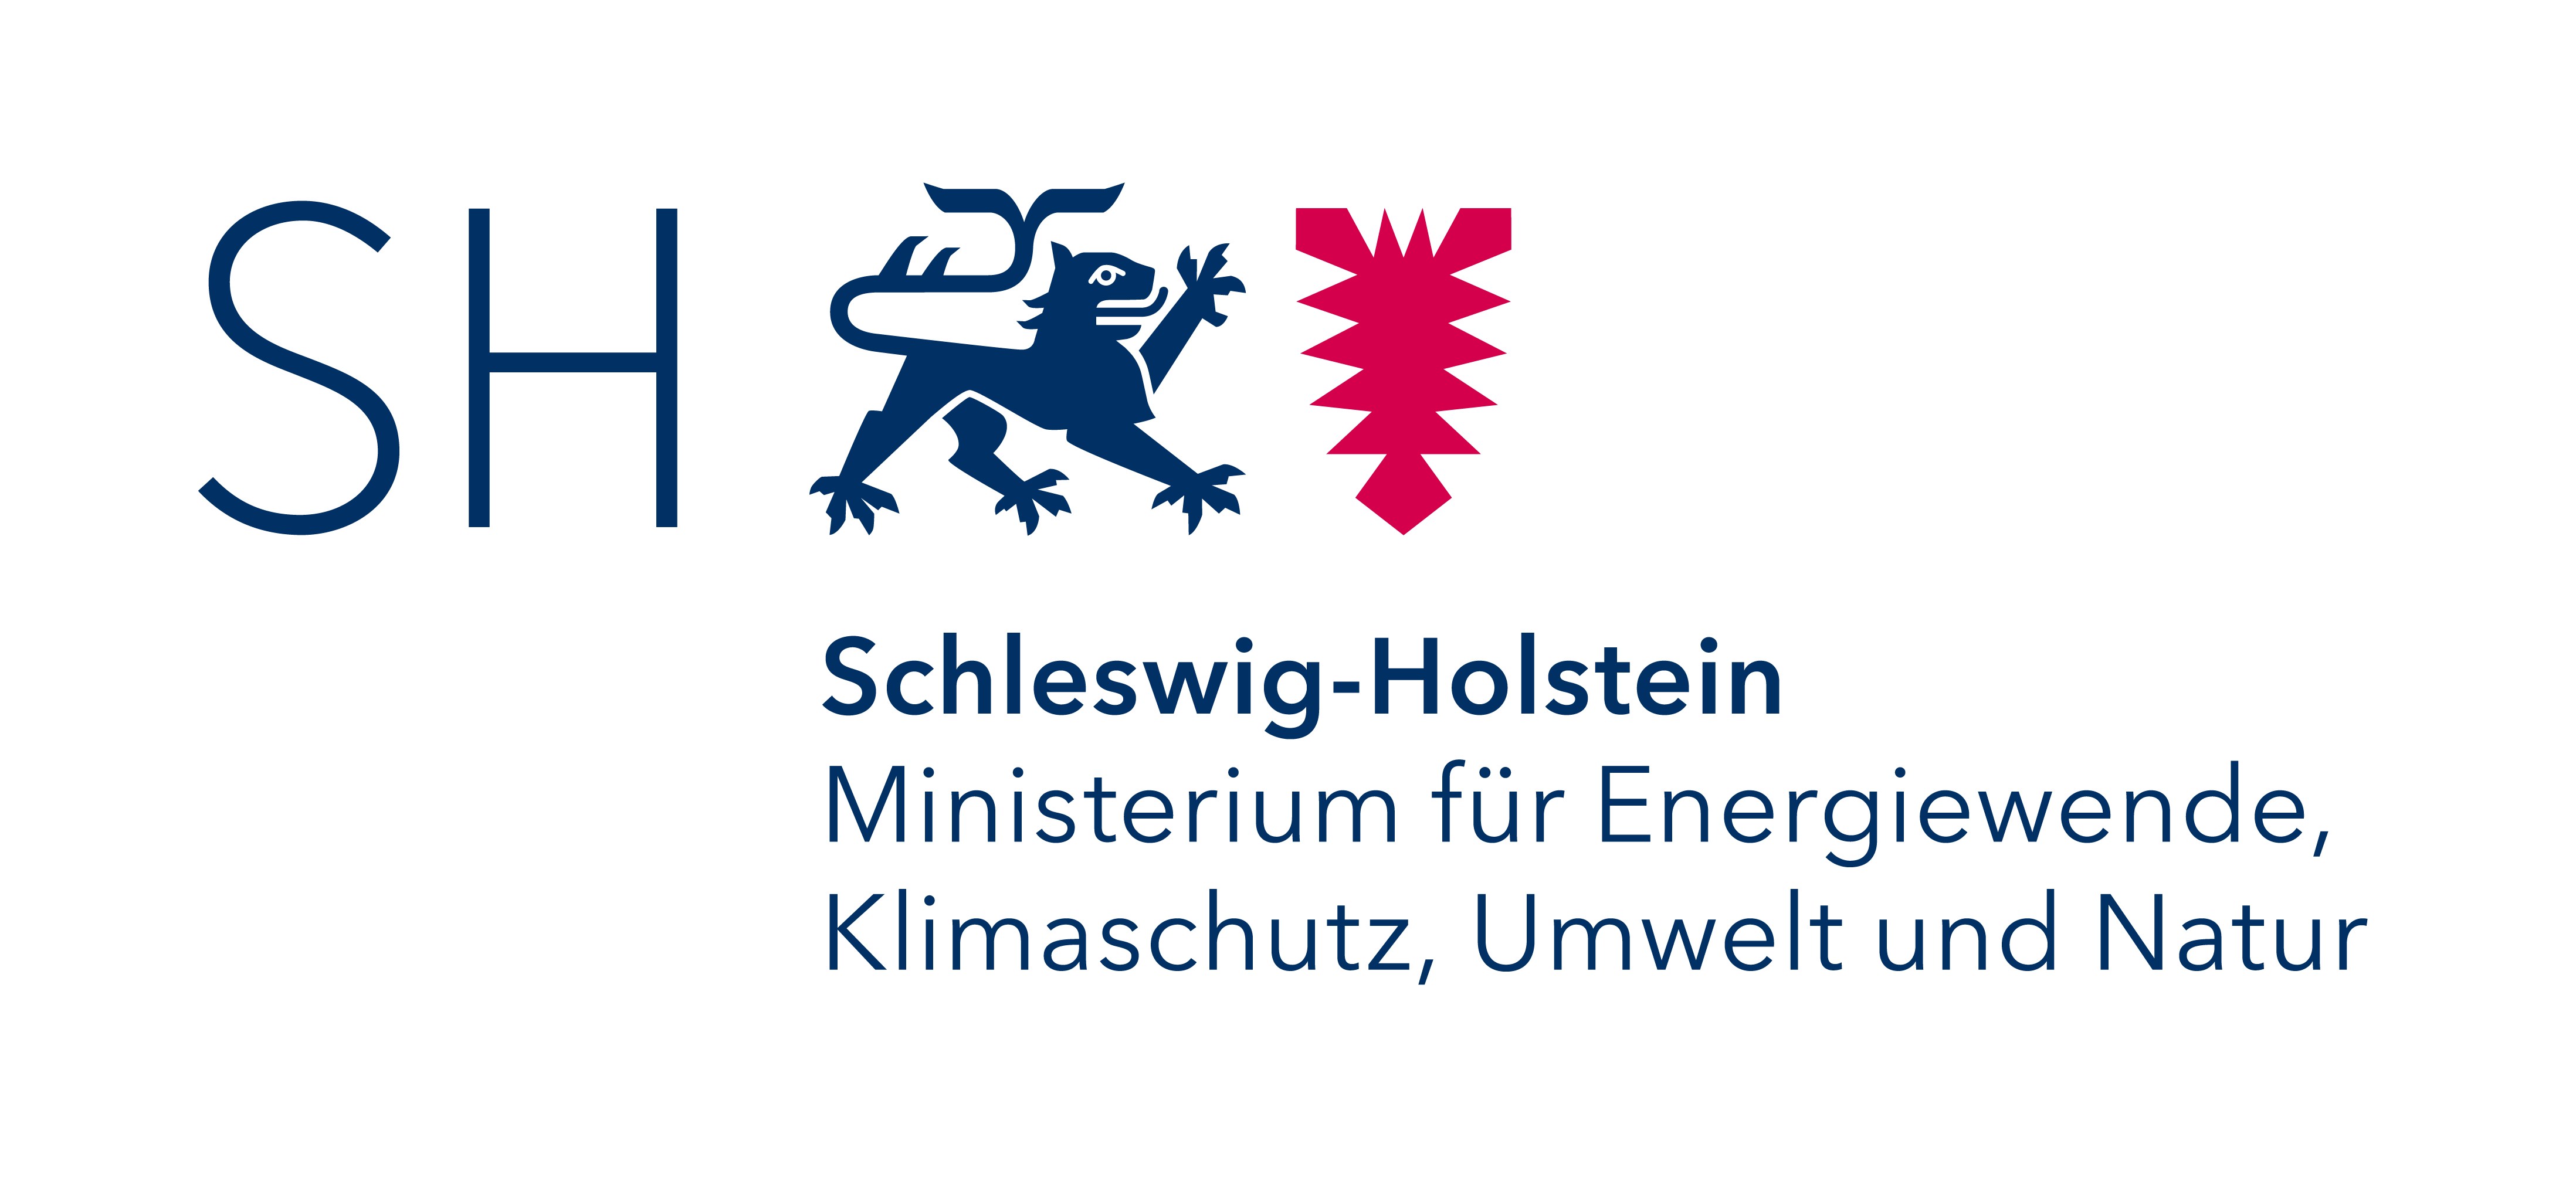 SH
Schleswig-Holstein
Ministerium für Energiewende,
Klimaschutz, Umwelt und Natur